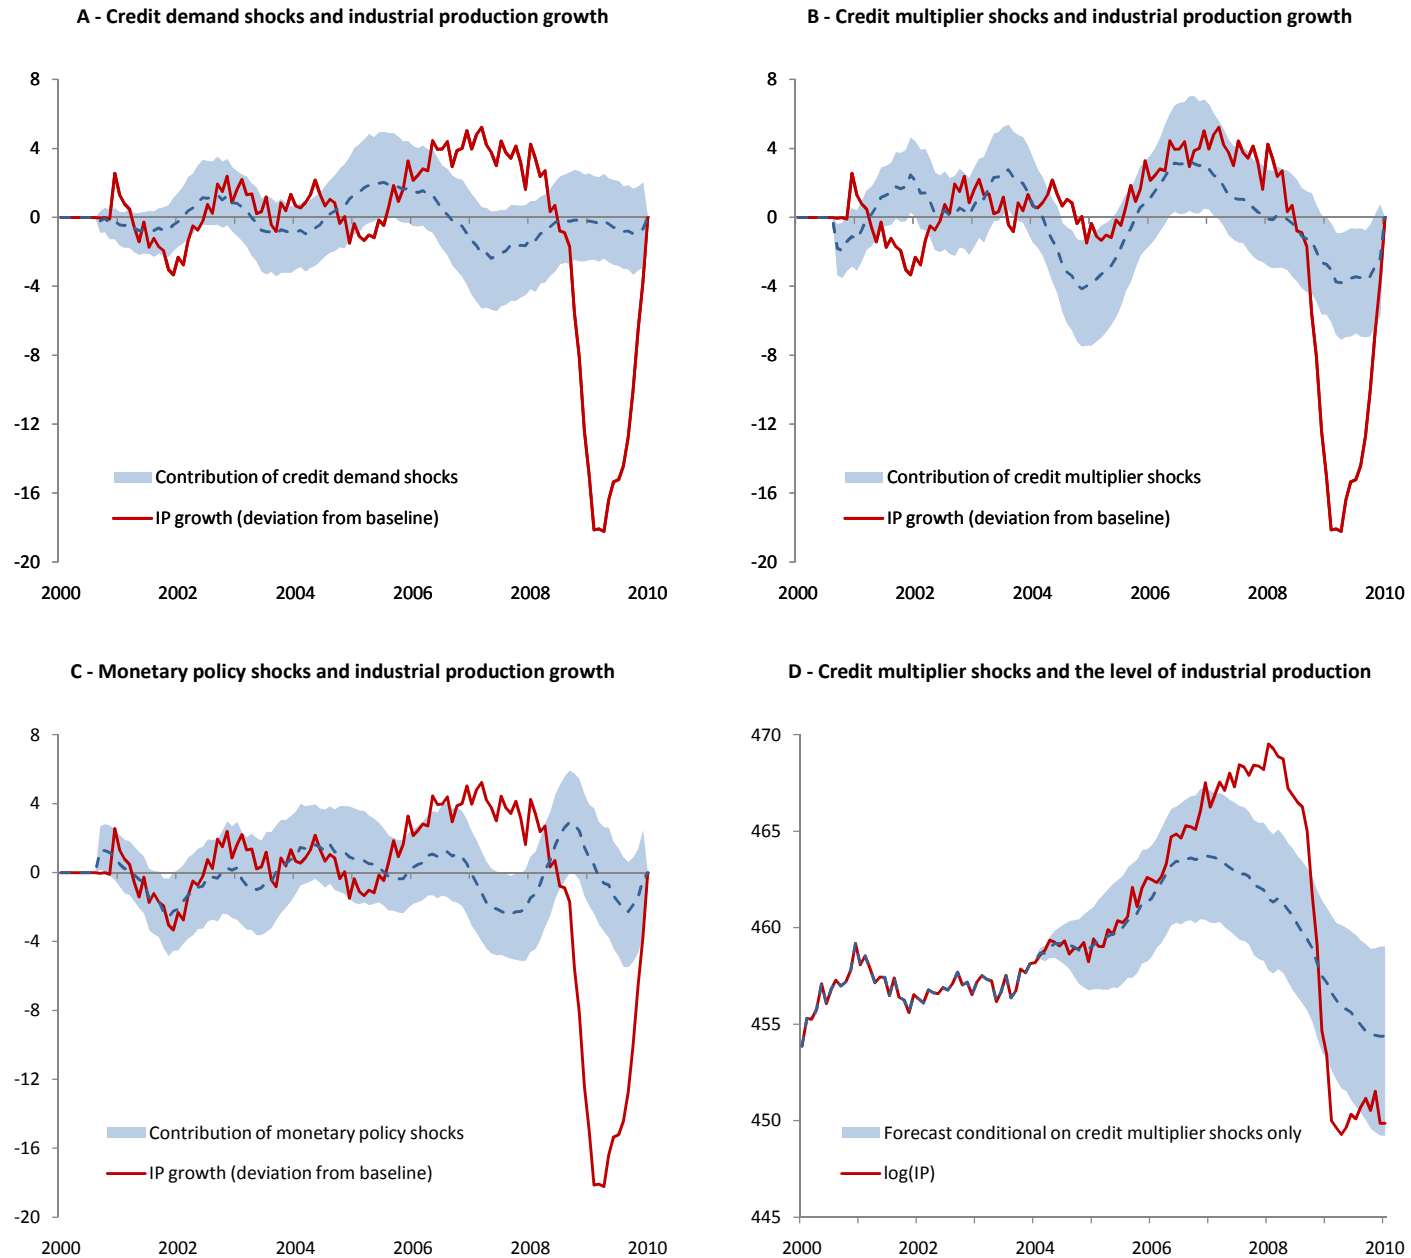 A - Credit demand shocks and industrial production growth
8
4
0
-4
-8
-12
-16
-20
Contribution of credit demand shocks
IP growth (deviation from baseline)
2000 2002 2004 2006 2008 2010
B - Credit multiplier shocks and industrial production growth
8
4
0
-4
-8
-12
-16
-20
Contribution of credit multiplier shocks
IP growth (deviation from baseline)
2000 2002 2004 2006 2008 2010
C - Monetary policy shocks and industrial production growth
8
4
0
-4
-8
-12
-16
-20
Contribution of monetary policy shocks
IP growth (deviation from baseline)
2000 2002 2004 2006 2008 2010
D - Credit multiplier shocks and the level of industrial production
470
465
460
455
450
445
Forecast conditional on credit multiplier shocks only
log(IP)
2000 2002 2004 2006 2008 2010